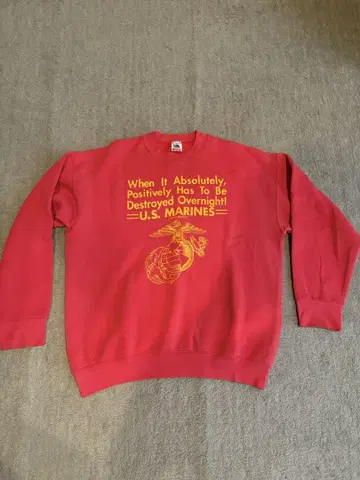 When It Absolutely,
Positively Has To Be
Destroyed Overnight!
U.S. MARINES